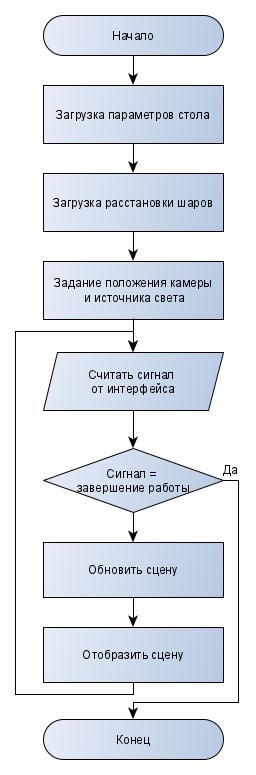 Начало
Загрузка параметров стола
Загрузка расстановки шаров
Задание положения камеры
и источника света
Считать сигнал
от интерфейса
Сигнал =
завершение работы
Да
Обновить сцену
Отобразить сцену
Конец